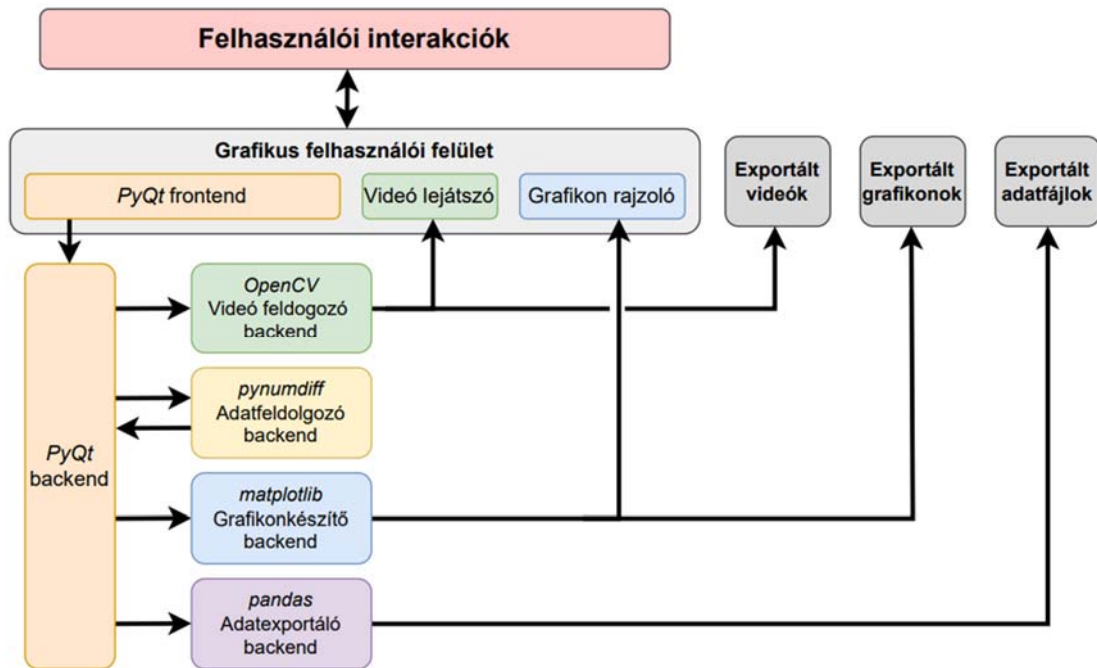 Felhasználói interakciók
Grafikus felhasználói felület
PyQt frontend
Videó lejátszó
Grafikon rajzoló
Exportált
videók
Exportált
grafikonok
Exportált
adatfájlok
PyQt
backend
OpenCV
Videó feldogozó
backend
pynumdiff
Adatfeldolgozó
backend
matplotlib
Grafikonkészítő
backend
pandas
Adatexportáló
backend